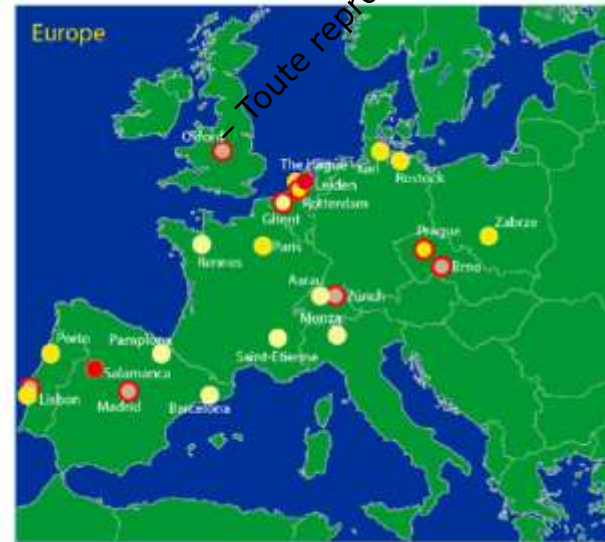 Europe
– Toute repro
Oxford
The Hague
Kiel
Leiden
Rostock
Rotterdam
Ghent
Prague
Zabrze
Rennes
Paris
Brno
Aarau
Zurich
Monza
Porto
Pamplona
Saint-Etienne
Salamanca
Lisbon
Madrid
Barcelona